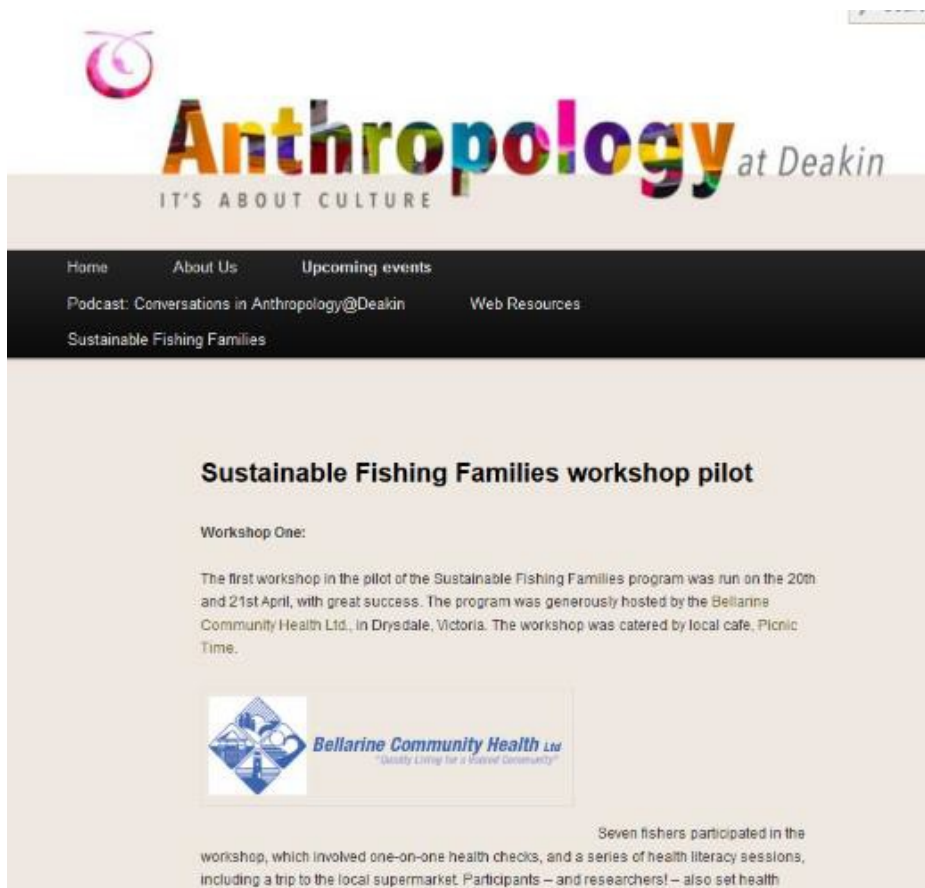 Anthropology at Deakin
IT'S ABOUT CULTURE
Home About Us Upcoming events
Podcast: Conversations in Anthropology@Deakin Web Resources
Sustainable Fishing Families
Sustainable Fishing Families workshop pilot
Workshop One:
The first workshop in the pilot of the Sustainable Fishing Families program was run on the 20th
and 21st April, with great success. The program was generously hosted by the Bellarine
Community Health Ltd., in Drysdale, Victoria. The workshop was catered by local cafe, Picnic
Time.
Bellarine Community Health Ltd
"Quality Living for a Valued Community"
Seven fishers participated in the
workshop, which involved one-on-one health checks, and a series of health literacy sessions,
including a trip to the local supermarket. Participants – and researchers! – also set health